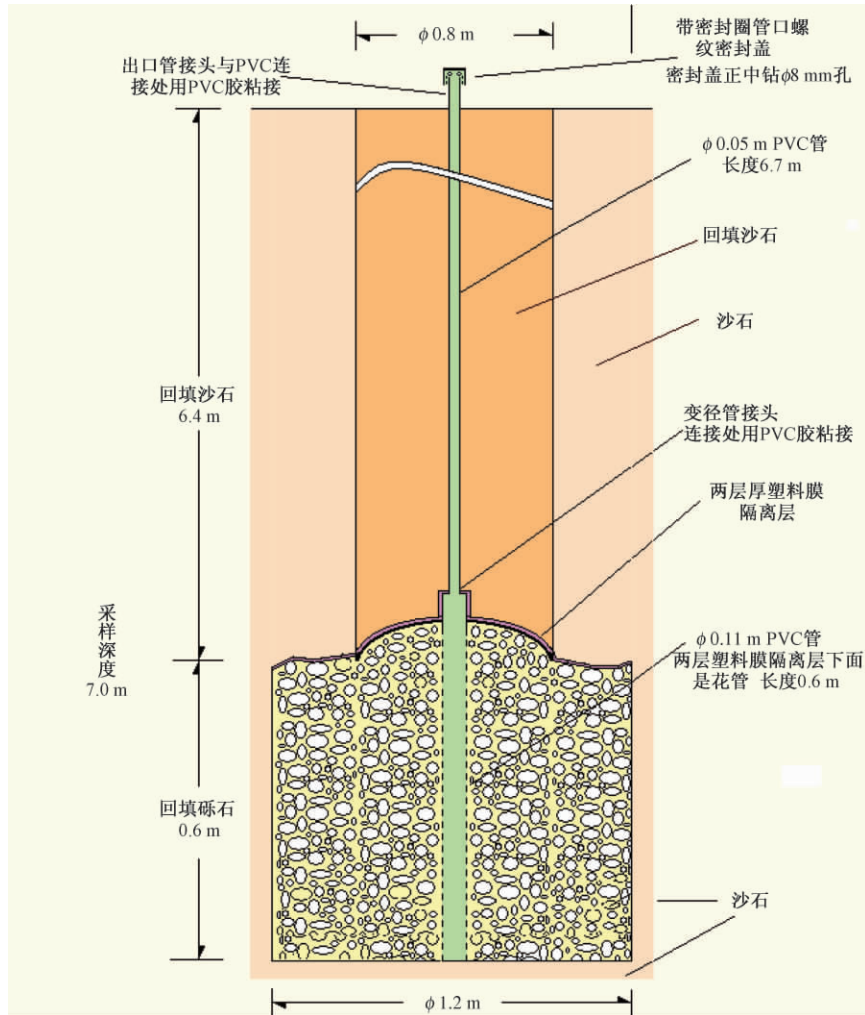 φ0.8 m
带密封圈管口螺
纹密封盖
密封盖正中钻φ8 mm孔
出口管接头与PVC连
接处用PVC胶粘接
φ0.05 m PVC管
长度6.7 m
回填沙石
沙石
回填沙石
6.4 m
变径管接头
连接处用PVC胶粘接
两层厚塑料膜
隔离层
采样深度
7.0 m
φ0.11 m PVC管
两层塑料膜隔离层下面
是花管 长度0.6 m
回填砾石
0.6 m
沙石
φ1.2 m